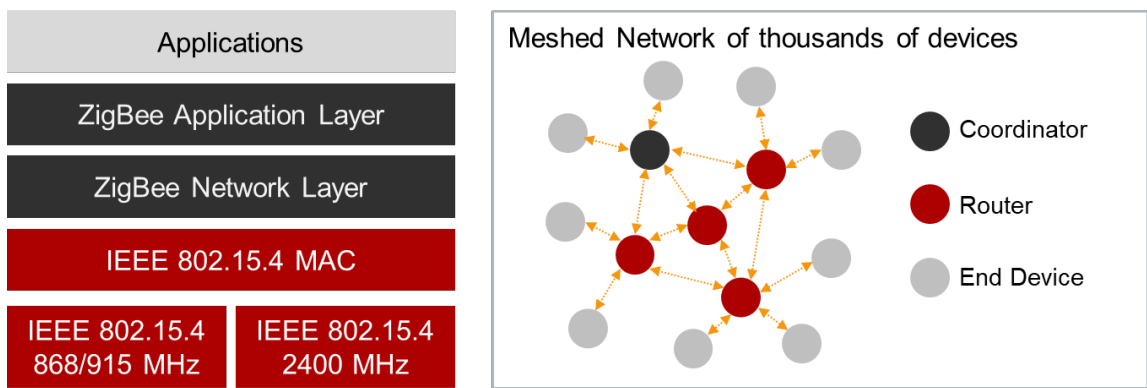 Applications
ZigBee Application Layer
ZigBee Network Layer
IEEE 802.15.4 MAC
IEEE 802.15.4
868/915 MHz
IEEE 802.15.4
2400 MHz
Meshed Network of thousands of devices
Coordinator
Router
End Device